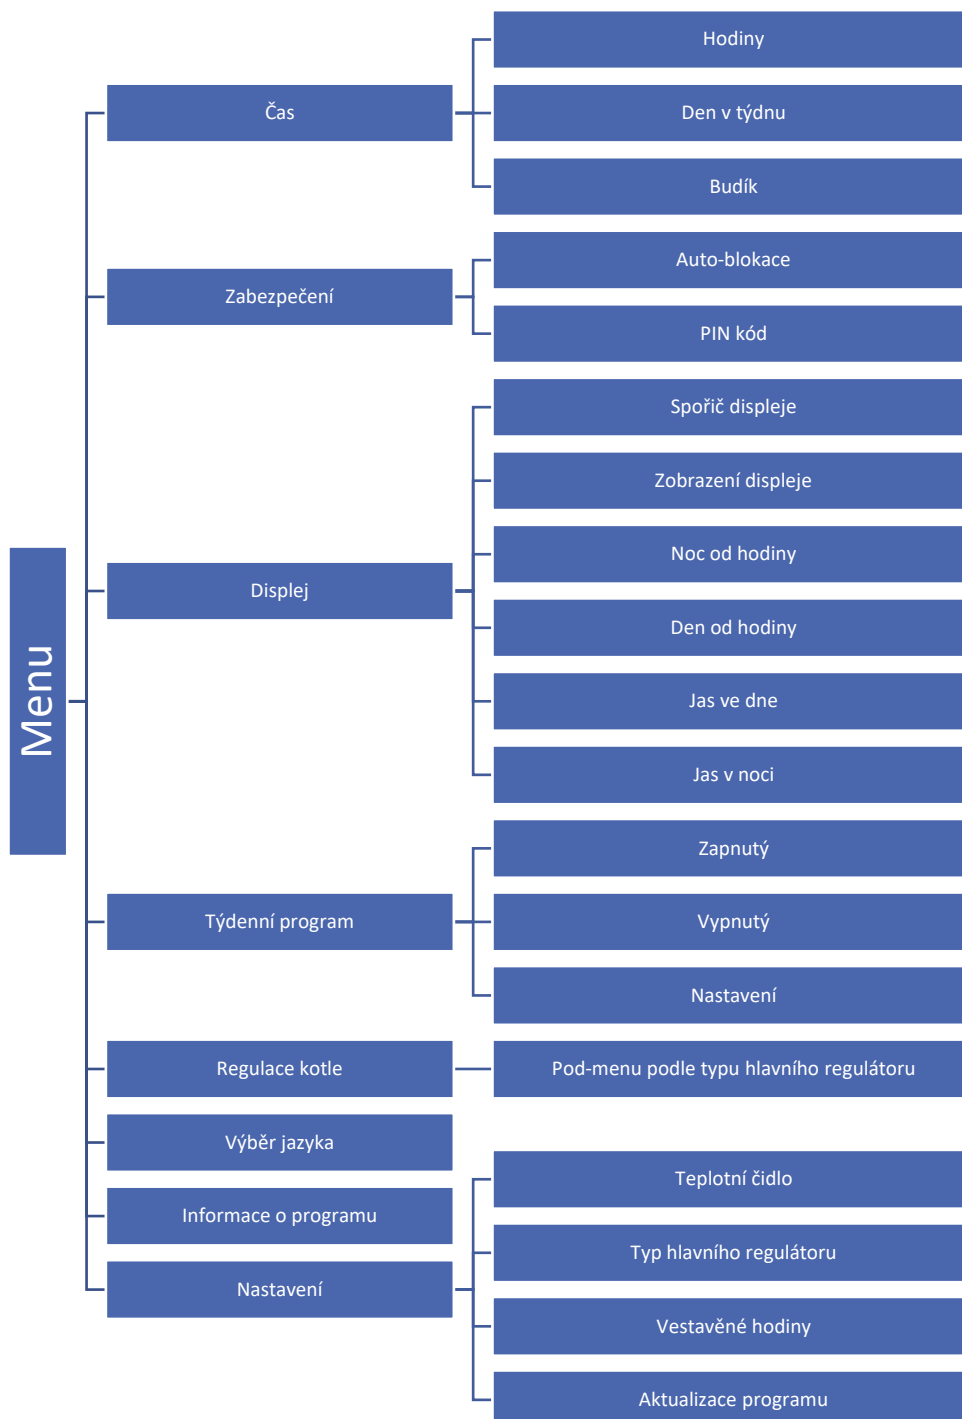 Menu
Čas
Hodiny
Den v týdnu
Budík
Zabezpečení
Auto-blokace
PIN kód
Displej
Spořič displeje
Zobrazení displeje
Noc od hodiny
Den od hodiny
Jas ve dne
Jas v noci
Týdenní program
Zapnutý
Vypnutý
Nastavení
Regulace kotle
Pod-menu podle typu hlavního regulátoru
Výběr jazyka
Informace o programu
Nastavení
Teplotní čidlo
Typ hlavního regulátoru
Vestavěné hodiny
Aktualizace programu